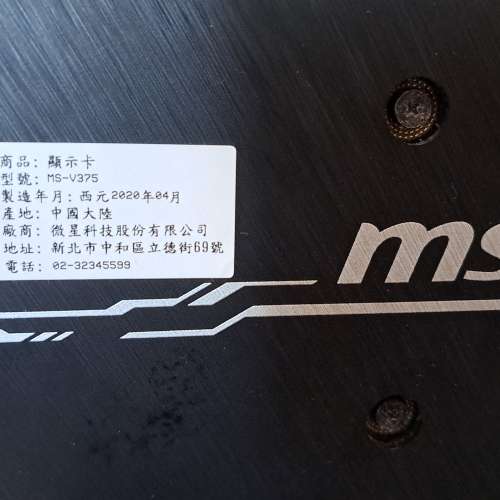 商品: 顯示卡
型號: MS-V375
製造年月: 西元2020年04月
產地: 中國大陸
廠商: 微星科技股份有限公司
地址: 新北市中和區立德街69號
電話: 02-32345599
ms